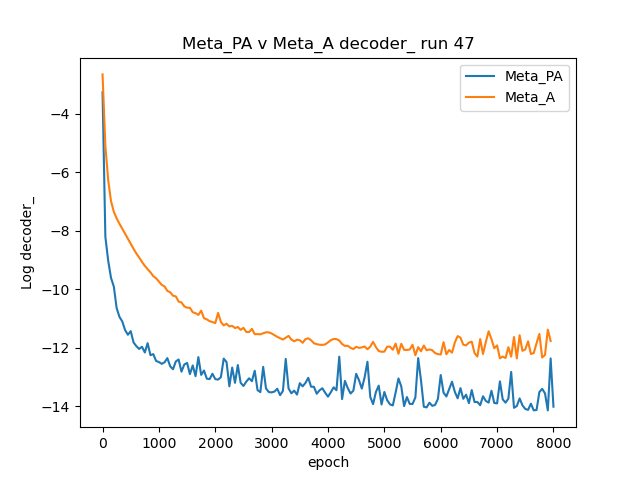 Meta_PA v Meta_A decoder_ run 47
Meta_PA
Meta_A
Log decoder_
−4
−6
−8
−10
−12
−14
0 1000 2000 3000 4000 5000 6000 7000 8000
epoch